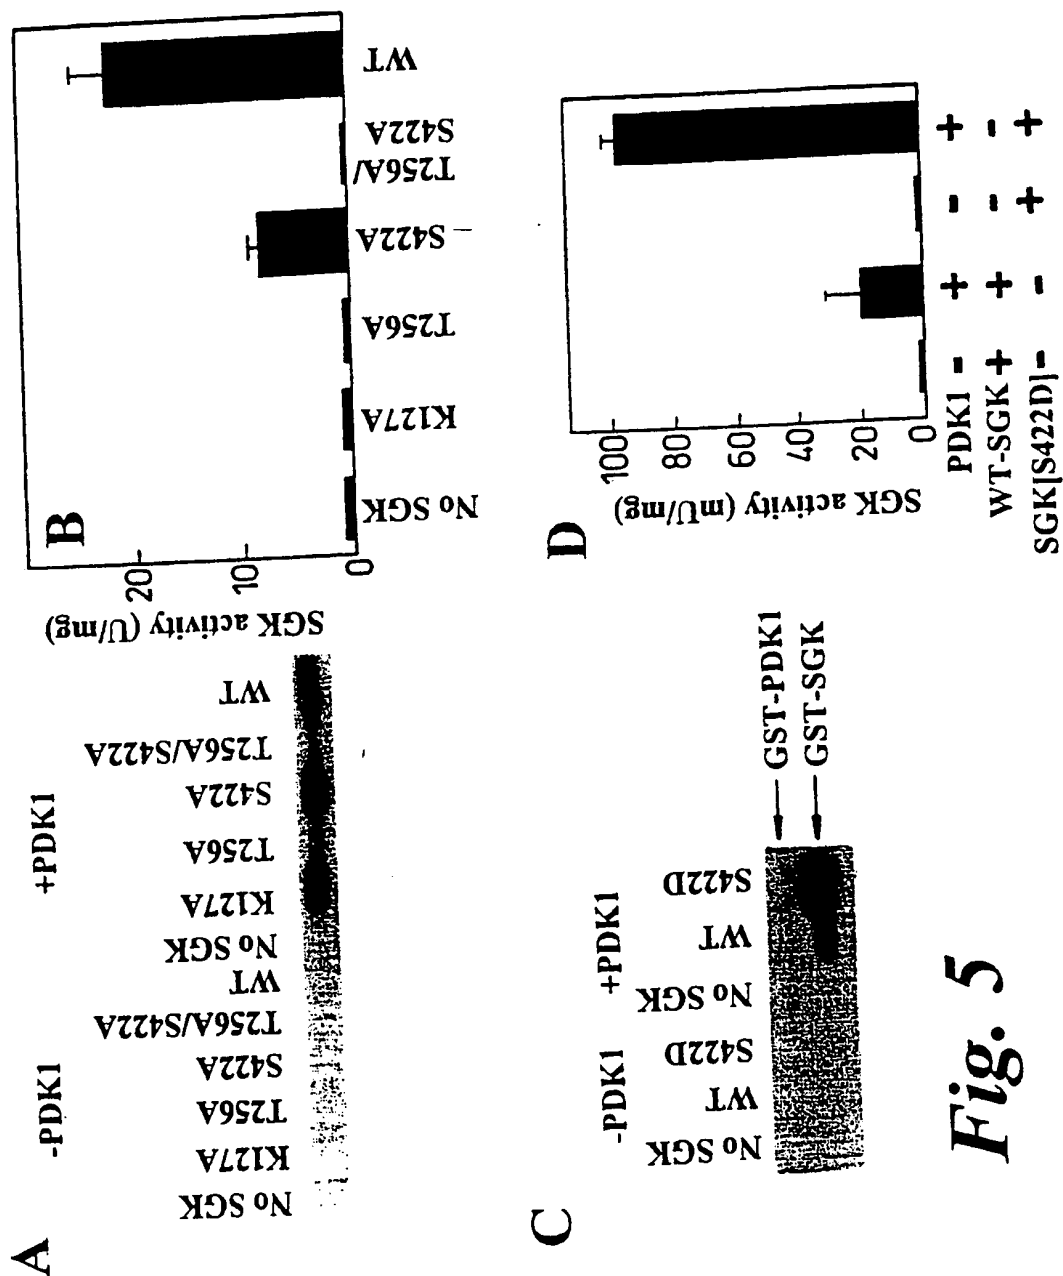 A
-PDK1 +PDK1
No SGK
K127A
T256A
S422A
T256A/S422A
WT
No SGK
K127A
T256A
S422A
T256A/S422A
WT
B
SGK activity (U/mg)
20
10
0
No SGK
K127A
T256A
S422A
T256A/
S422A
WT
C
-PDK1 +PDK1
No SGK
WT
S422D
No SGK
WT
S422D
GST-PDK1
GST-SGK
D
SGK activity (mU/mg)
100
80
60
40
20
0
PDK1 - + - +
WT-SGK + + - -
SGK[S422D] - - + +
Fig. 5